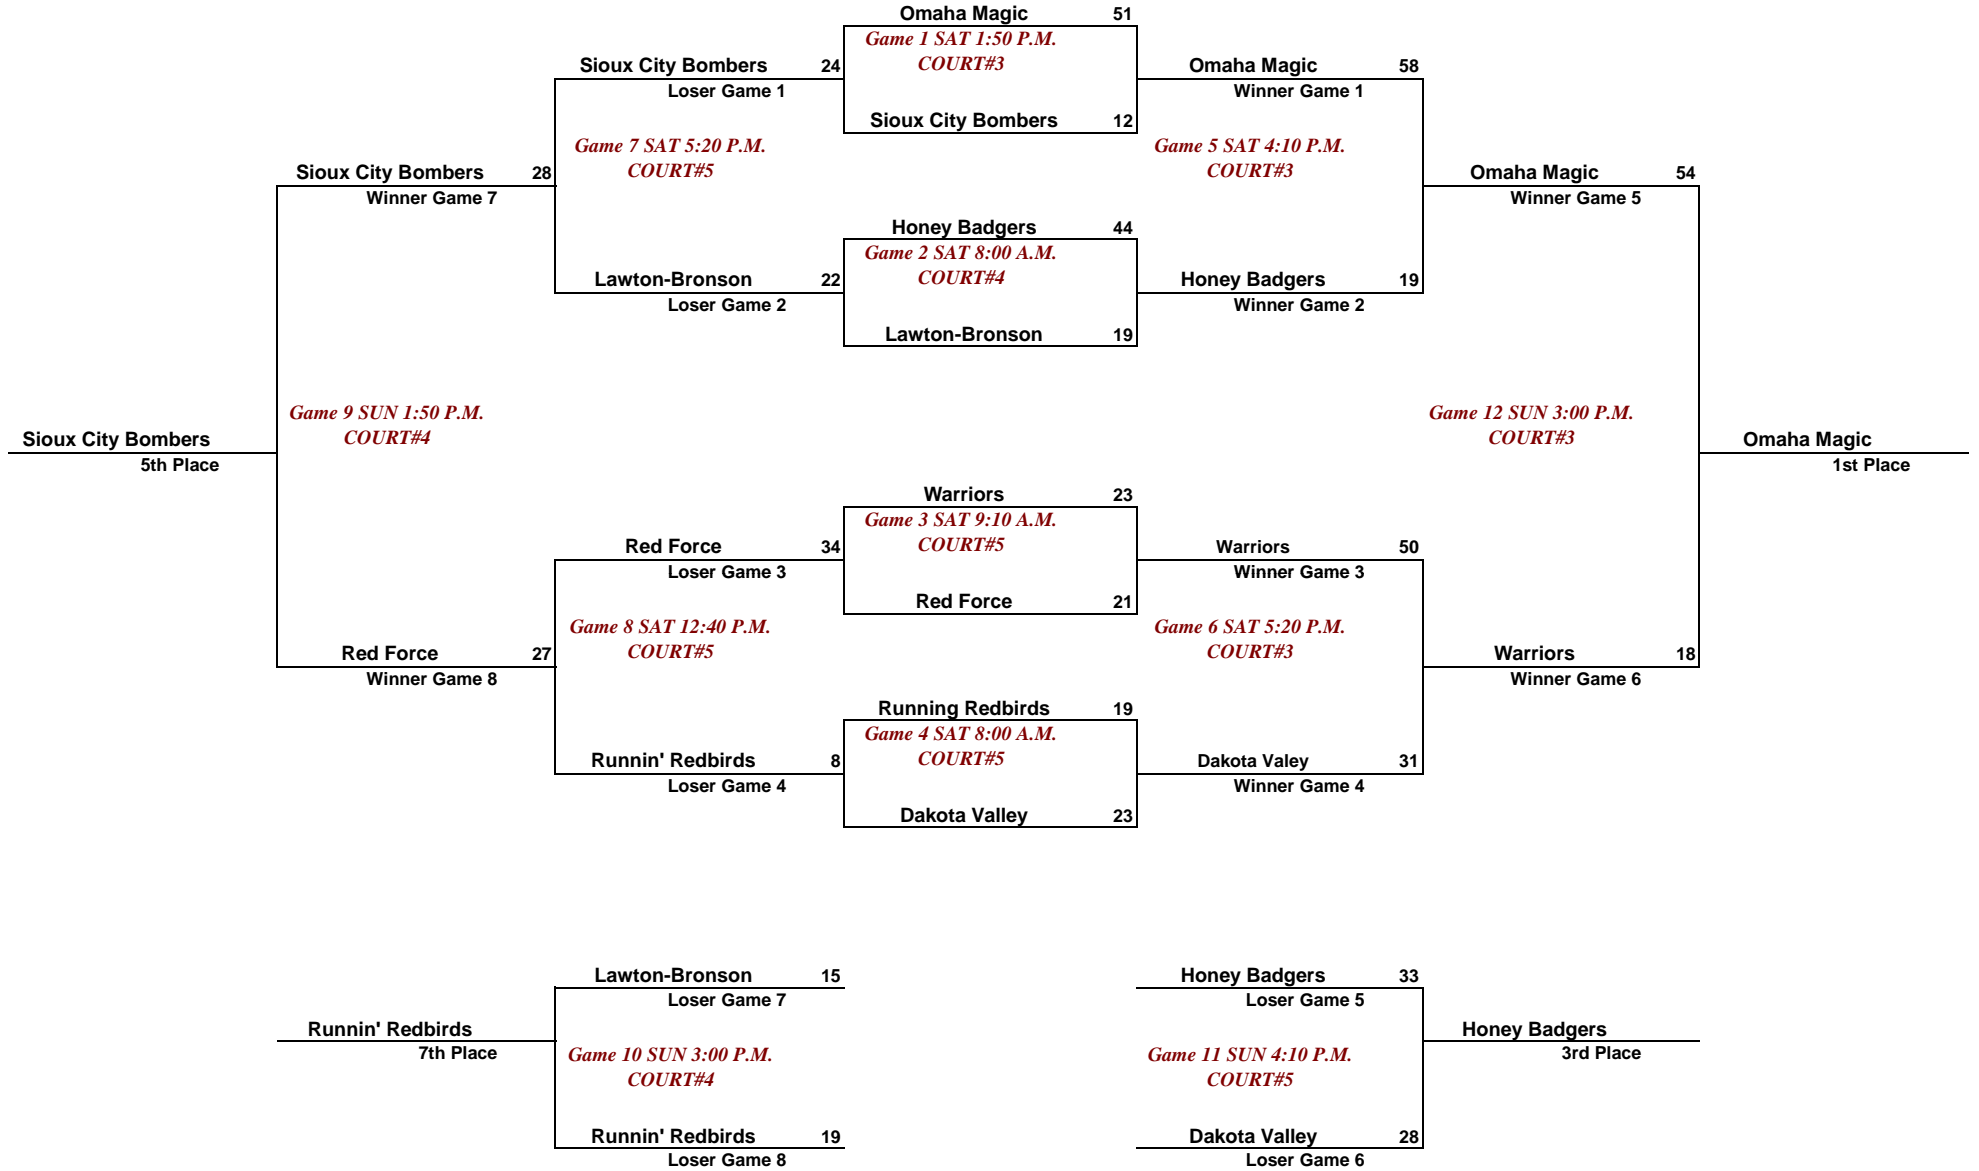 Omaha Magic 51
Game 1 SAT 1:50 P.M.
Sioux City Bombers 24 COURT#3 Omaha Magic 58
Loser Game 1 Winner Game 1
Sioux City Bombers 12
Game 7 SAT 5:20 P.M. Game 5 SAT 4:10 P.M.
Sioux City Bombers 28 COURT#5 COURT#3 Omaha Magic 54
Winner Game 7 Winner Game 5
Honey Badgers 44
Game 2 SAT 8:00 A.M.
Lawton-Bronson 22 COURT#4 Honey Badgers 19
Loser Game 2 Winner Game 2
Lawton-Bronson 19
Game 9 SUN 1:50 P.M. Game 12 SUN 3:00 P.M.
Sioux City Bombers COURT#4 COURT#3 Omaha Magic
5th Place 1st Place
Warriors 23
Game 3 SAT 9:10 A.M.
Red Force 34 COURT#5 Warriors 50
Loser Game 3 Winner Game 3
Red Force 21
Game 8 SAT 12:40 P.M. Game 6 SAT 5:20 P.M.
Red Force 27 COURT#5 COURT#3 Warriors 18
Winner Game 8 Winner Game 6
Running Redbirds 19
Game 4 SAT 8:00 A.M.
Runnin' Redbirds 8 COURT#5 Dakota Valey 31
Loser Game 4 Winner Game 4
Dakota Valley 23
Lawton-Bronson 15 Honey Badgers 33
Loser Game 7 Loser Game 5
Runnin' Redbirds Honey Badgers
7th Place Game 10 SUN 3:00 P.M. Game 11 SUN 4:10 P.M. 3rd Place
COURT#4 COURT#5
Runnin' Redbirds 19 Dakota Valley 28
Loser Game 8 Loser Game 6